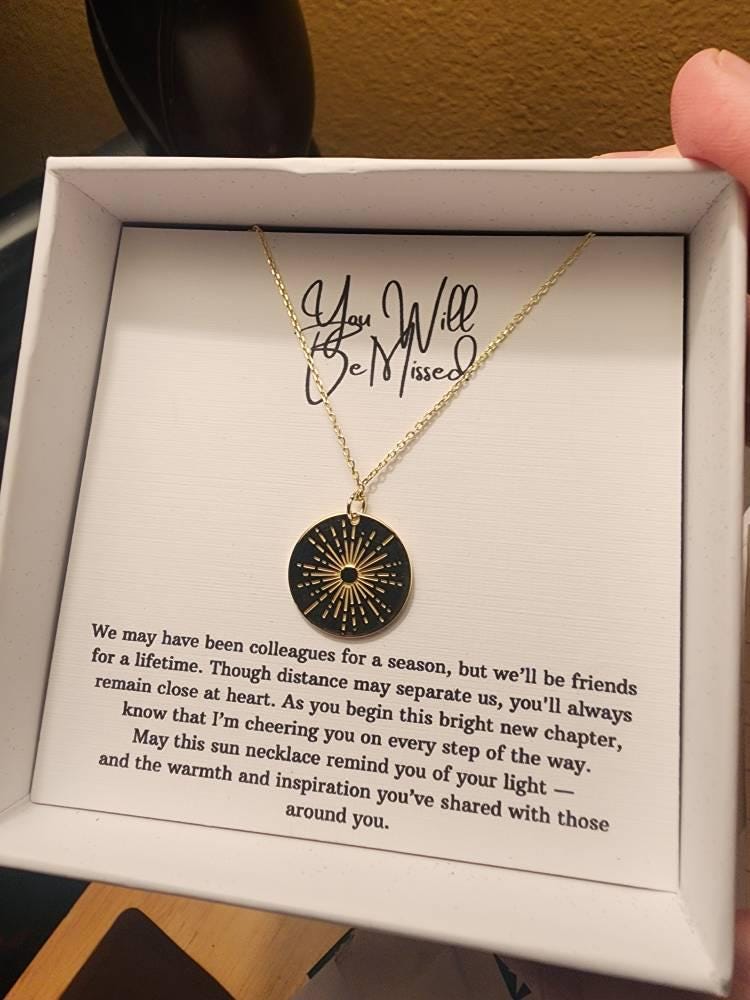 You Will
Be Missed
We may have been colleagues for a season, but we’ll be friends
for a lifetime. Though distance may separate us, you'll always
remain close at heart. As you begin this bright new chapter,
know that I’m cheering you on every step of the way.
May this sun necklace remind you of your light —
and the warmth and inspiration you’ve shared with those
around you.